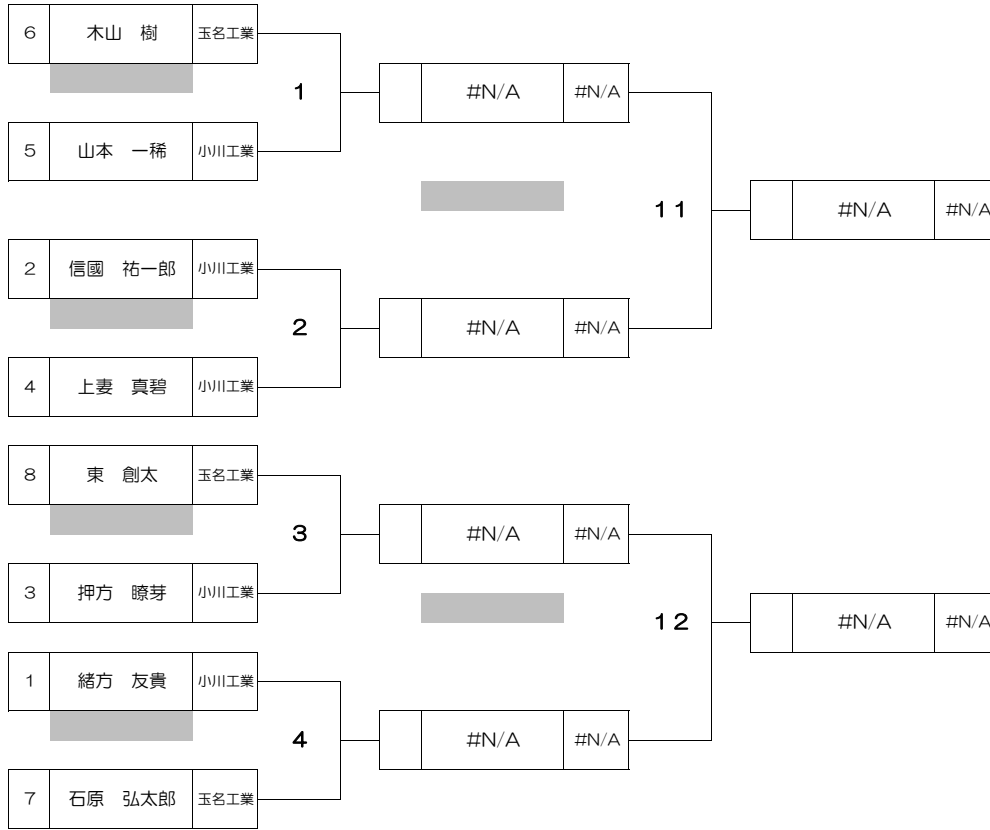 6 木山　樹 玉名工業
1 #N/A #N/A
5 山本　一稀 小川工業
11 #N/A #N/A
2 信國　祐一郎 小川工業
2 #N/A #N/A
4 上妻　真碧 小川工業
8 東　創太 玉名工業
3 #N/A #N/A
3 押方　瞭芽 小川工業
12 #N/A #N/A
1 緒方　友貴 小川工業
4 #N/A #N/A
7 石原　弘太郎 玉名工業